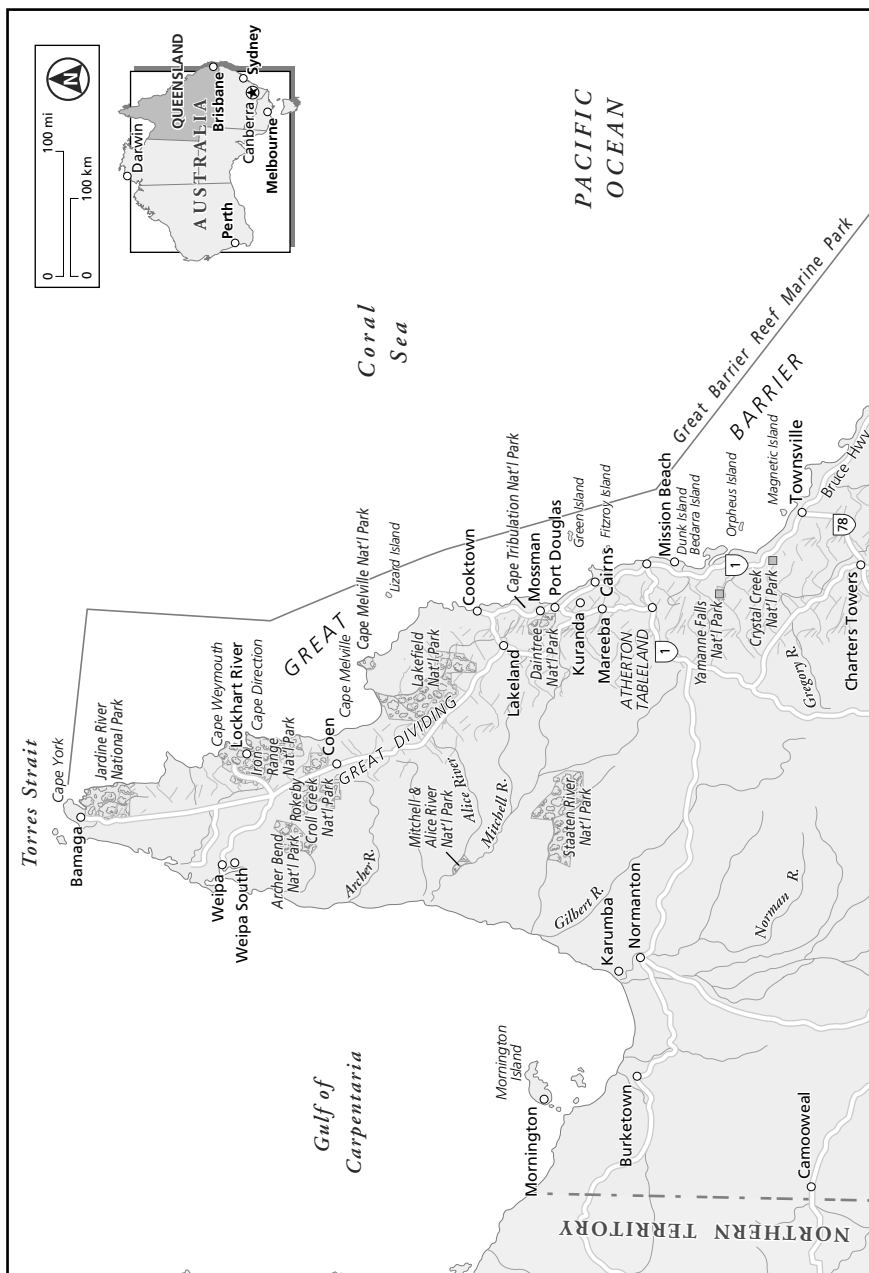 0
100 mi
0
100 km
N
Darwin
QUEENSLAND
AUSTRALIA
Brisbane
Perth
Canberra
Sydney
Melbourne
Torres Strait
Cape York
Bamaga
Jardine River
National Park
Cape Weymouth
Lockhart River
Cape Direction
Iron
Range
Nat'l Park
Weipa
Weipa South
Archer Bend
Nat'l Park
Rokeby
Croll Creek
Nat'l Park
Coen
GREAT
Cape Melville
Cape Melville Nat'l Park
Lizard Island
Coral
Sea
PACIFIC
OCEAN
Gulf of
Carpentaria
Archer R.
GREAT DIVIDING
Lakefield
Nat'l Park
Mitchell &
Alice River
Nat'l Park
Alice River
Mitchell R.
Cooktown
Lakeland
Cape Tribulation Nat'l Park
Mossman
Daintree
Nat'l Park
Port Douglas
Green Island
Kuranda
Cairns
Fitzroy Island
Mareeba
ATHERTON
TABLELAND
Staaten River
Nat'l Park
Gilbert R.
Karumba
Normanton
Mornington
Island
Mornington
Burketown
Mission Beach
Dunk Island
Bedarra Island
Great Barrier Reef Marine Park
BARRIER
1
1
Yamanne Falls
Nat'l Park
Orpheus Island
Crystal Creek
Nat'l Park
Magnetic Island
Townsville
Bruce Hwy.
78
Gregory R.
Charters Towers
Norman R.
Camooweal
NORTHERN TERRITORY